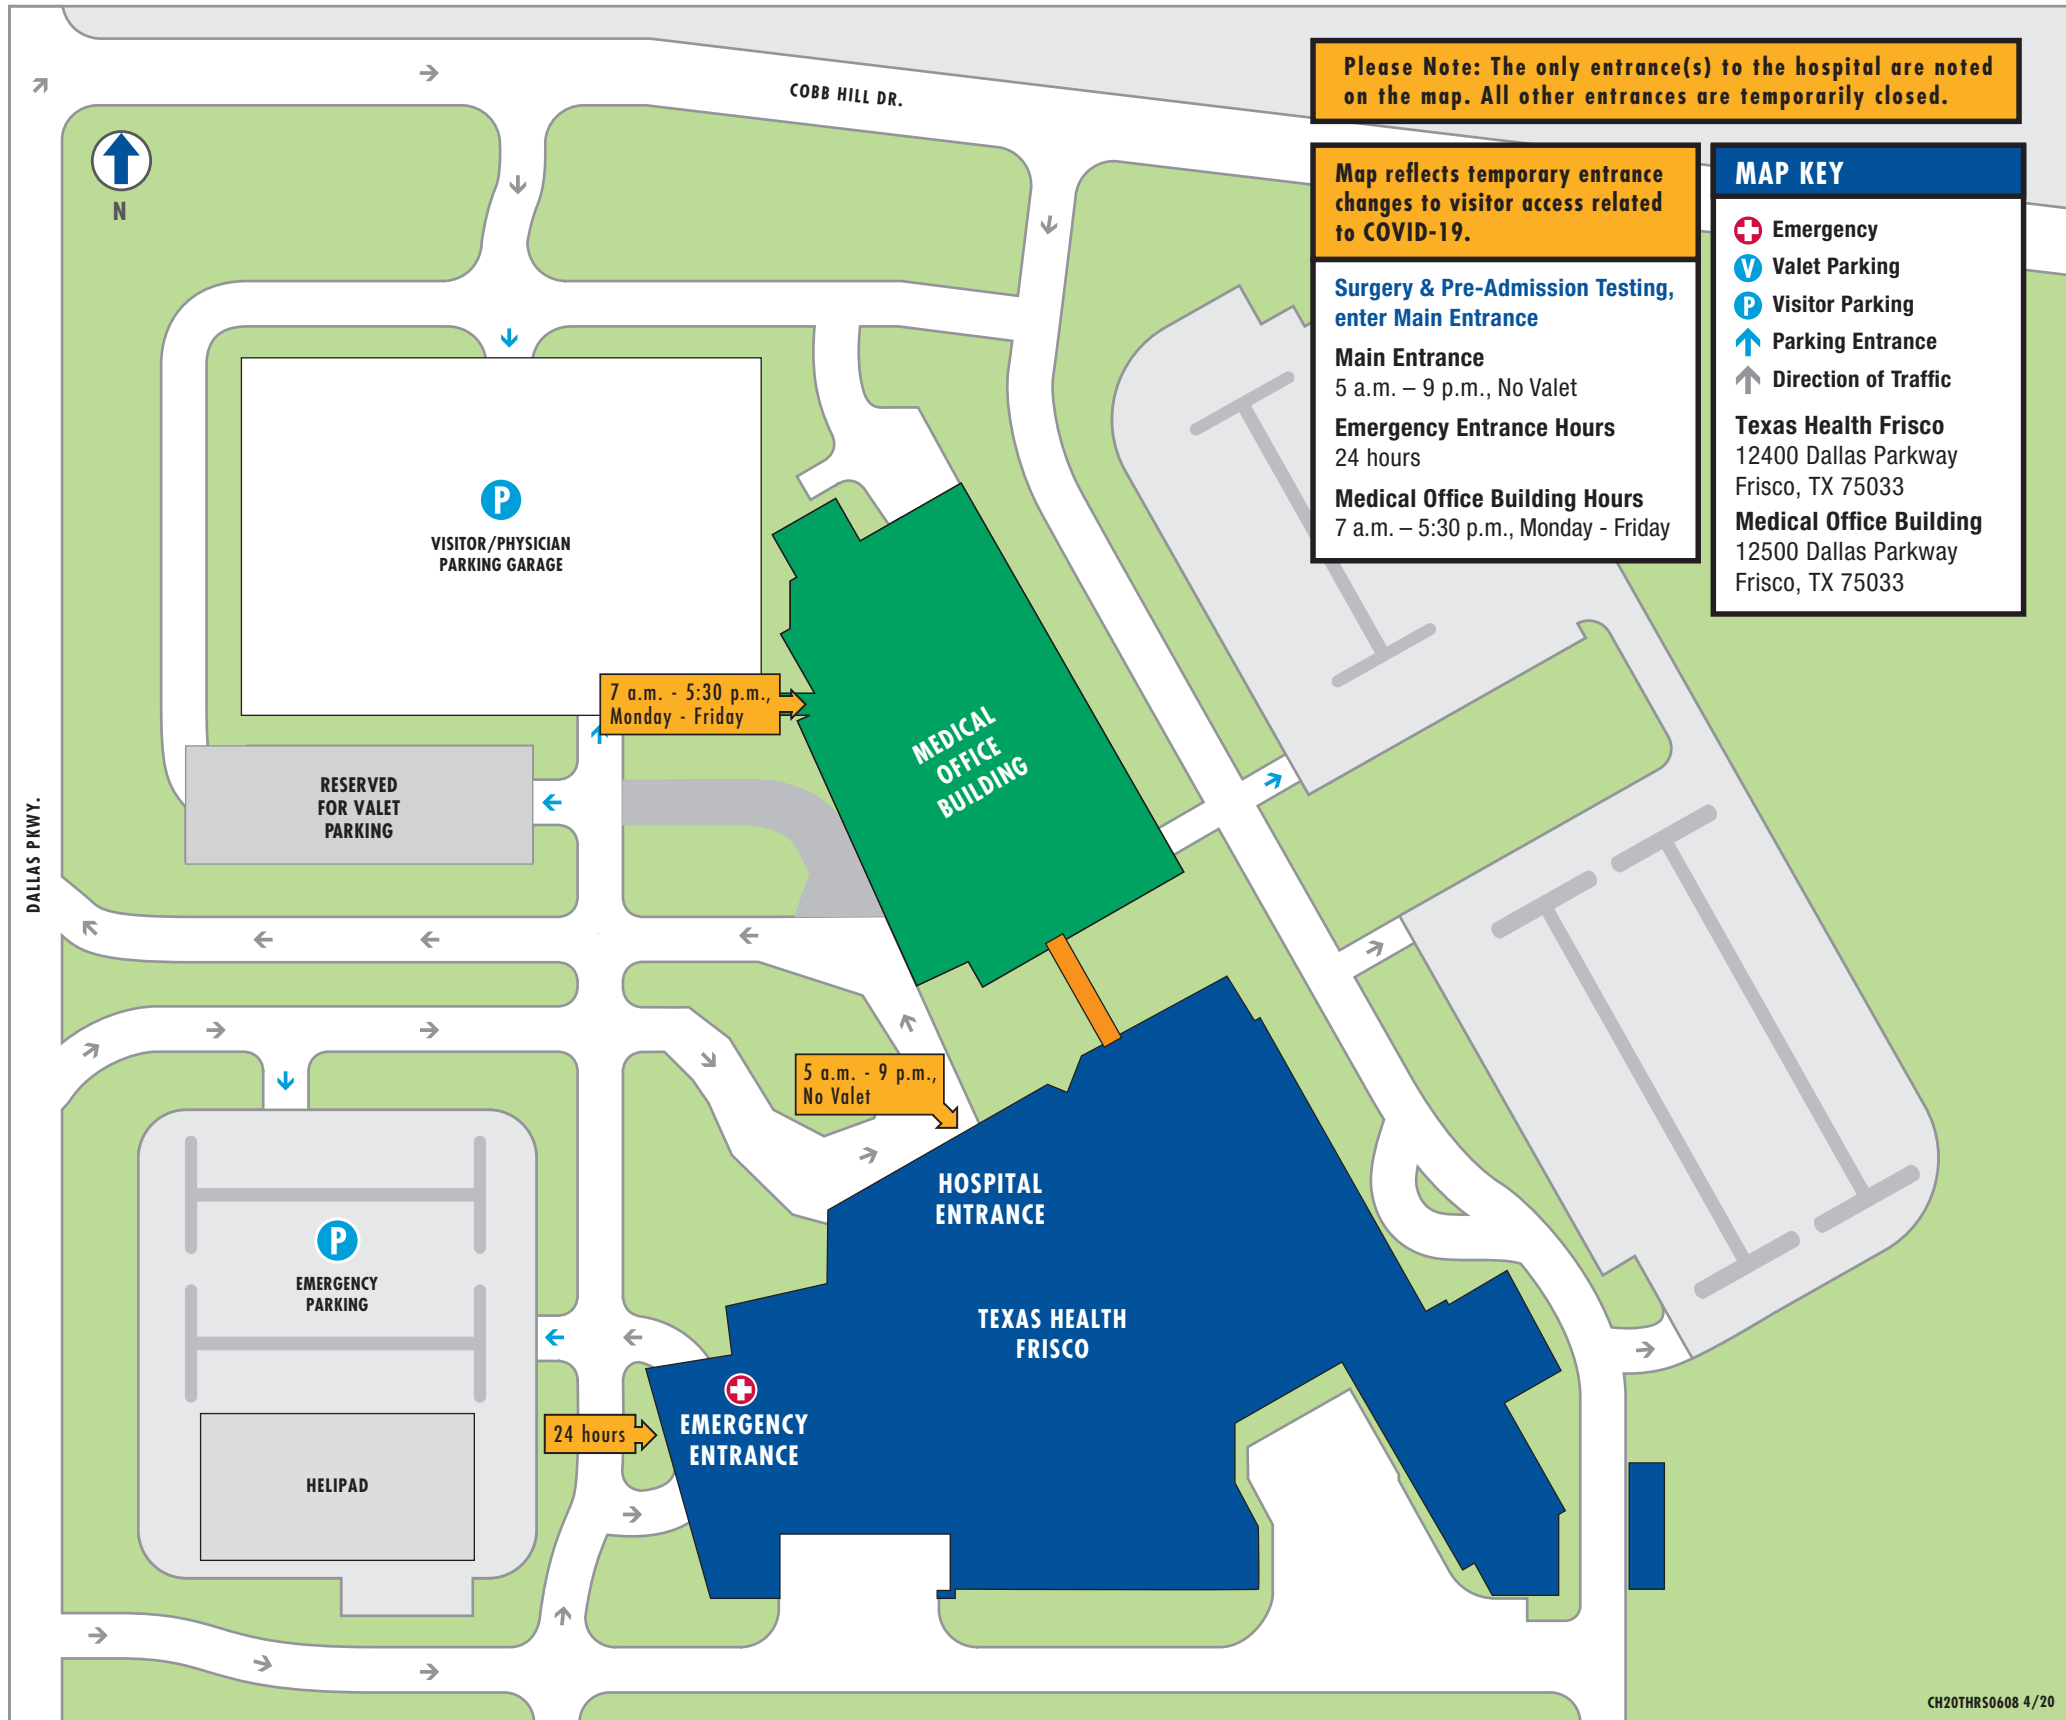 COBB HILL DR.
Please Note: The only entrance(s) to the hospital are noted
on the map. All other entrances are temporarily closed.
Map reflects temporary entrance
changes to visitor access related
to COVID-19.
Surgery & Pre-Admission Testing,
enter Main Entrance
Main Entrance
5 a.m. – 9 p.m., No Valet
Emergency Entrance Hours
24 hours
Medical Office Building Hours
7 a.m. – 5:30 p.m., Monday - Friday
MAP KEY
Emergency
V Valet Parking
P Visitor Parking
Parking Entrance
Direction of Traffic
Texas Health Frisco
12400 Dallas Parkway
Frisco, TX 75033
Medical Office Building
12500 Dallas Parkway
Frisco, TX 75033
N
P
VISITOR/PHYSICIAN
PARKING GARAGE
7 a.m. - 5:30 p.m.,
Monday - Friday
MEDICAL
OFFICE
BUILDING
RESERVED
FOR VALET
PARKING
DALLAS PKWY.
5 a.m. - 9 p.m.,
No Valet
HOSPITAL
ENTRANCE
P
EMERGENCY
PARKING
TEXAS HEALTH
FRISCO
24 hours
EMERGENCY
ENTRANCE
HELIPAD
CH20THRS0608 4/20